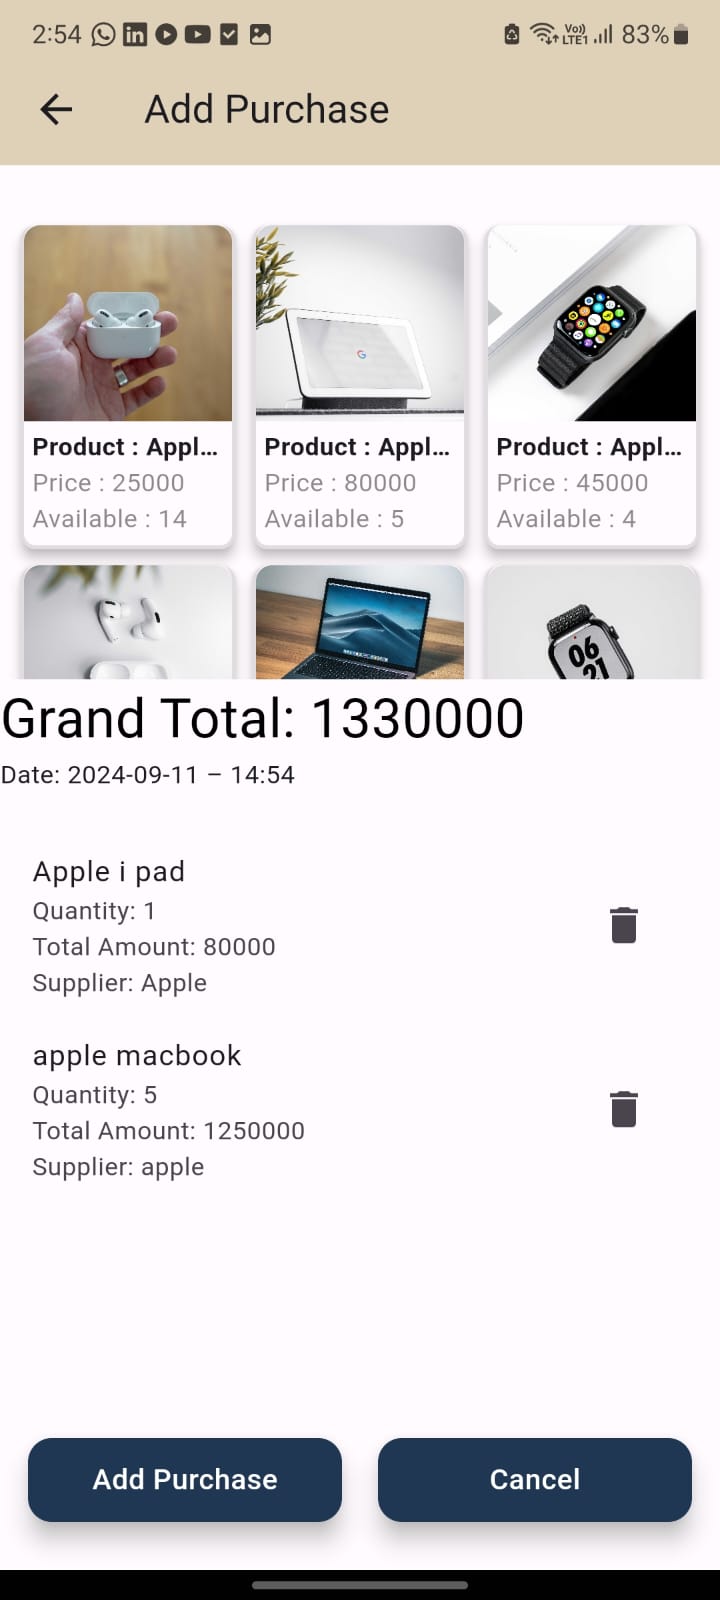 2:54 Vo)) LTE1 83%
Add Purchase
Product : Appl... Product : Appl... Product : Appl...
Price : 25000 Price : 80000 Price : 45000
Available : 14 Available : 5 Available : 4
06
21
Grand Total: 1330000
Date: 2024-09-11 – 14:54
Apple i pad
Quantity: 1
Total Amount: 80000
Supplier: Apple
apple macbook
Quantity: 5
Total Amount: 1250000
Supplier: apple
Add Purchase Cancel